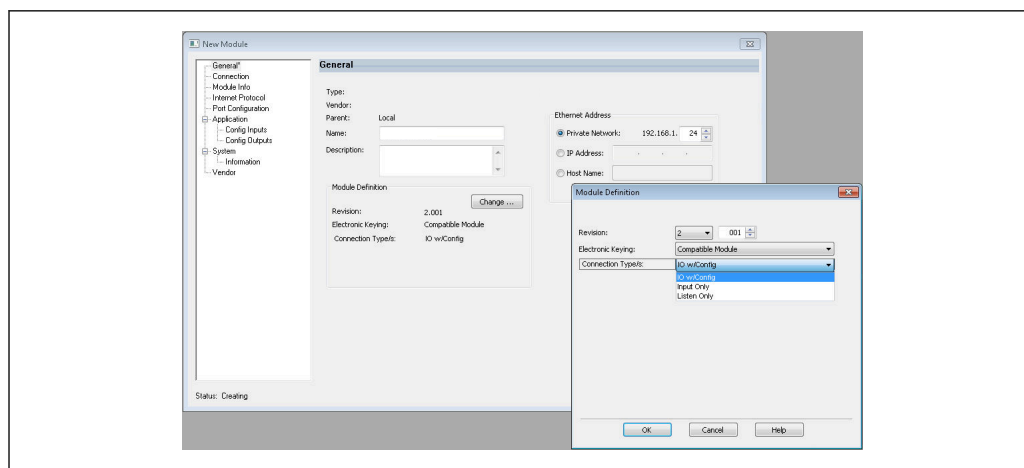 New Module
General*
Connection
Module Info
Internet Protocol
Port Configuration
Application
Config Inputs
Config Outputs
System
Information
Vendor
General
Type:
Vendor:
Parent: Local
Name:
Description:
Module Definition
Change ...
Revision: 2.001
Electronic Keying: Compatible Module
Connection Type/s: IO w/Config
Ethernet Address
Private Network: 192.168.1. 24
IP Address: . . .
Host Name:
Status: Creating
Module Definition
Revision: 2 001
Electronic Keying: Compatible Module
Connection Type/s: IO w/Config
IO w/Config
Input Only
Listen Only
OK Cancel Help